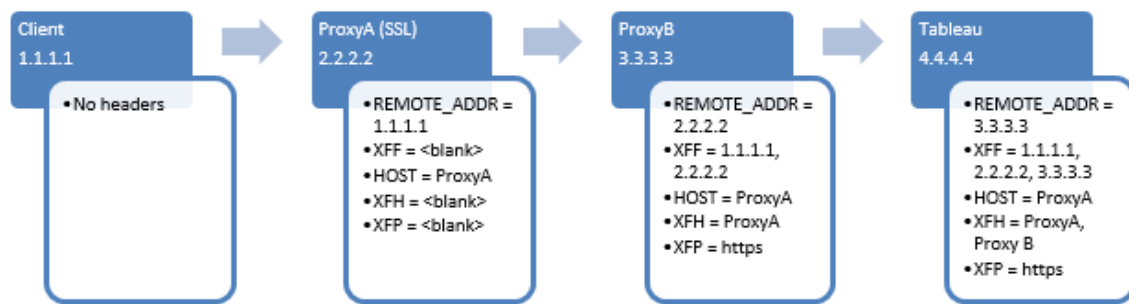 Client
1.1.1.1
•No headers
ProxyA (SSL)
2.2.2.2
•REMOTE_ADDR =
1.1.1.1
•XFF = <blank>
•HOST = ProxyA
•XFH = <blank>
•XFP = <blank>
ProxyB
3.3.3.3
•REMOTE_ADDR =
2.2.2.2
•XFF = 1.1.1.1,
2.2.2.2
•HOST = ProxyA
•XFH = ProxyA
•XFP = https
Tableau
4.4.4.4
•REMOTE_ADDR =
3.3.3.3
•XFF = 1.1.1.1,
2.2.2.2, 3.3.3.3
•HOST = ProxyA
•XFH = ProxyA,
Proxy B
•XFP = https